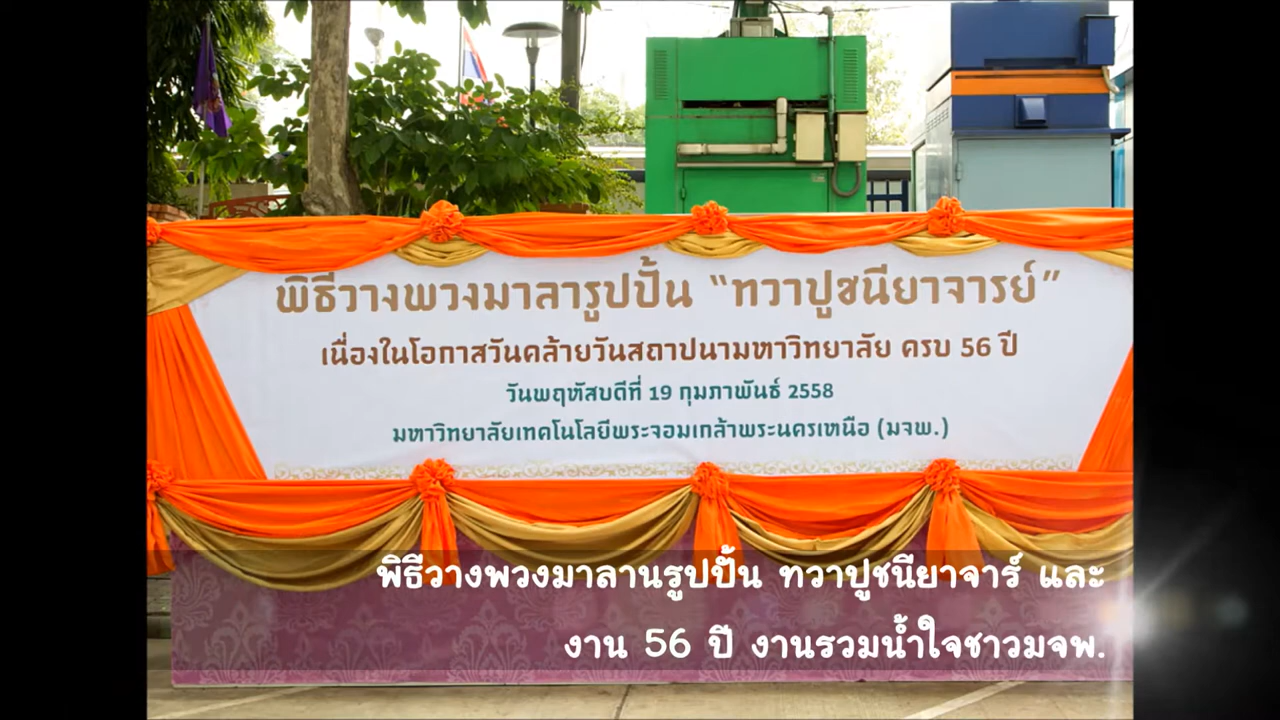 พิธีวางพวงมาลารูปปั้น “ทวาปูชนียาจารย์”
เนื่องในโอกาสวันคล้ายวันสถาปนามหาวิทยาลัย ครบ 56 ปี
วันพฤหัสบดีที่ 19 กุมภาพันธ์ 2558
มหาวิทยาลัยเทคโนโลยีพระจอมเกล้าพระนครเหนือ (มจพ.)
พิธีวางพวงมาลานรูปปั้น ทวาปูชนียาจาร์ และ
งาน 56 ปี งานรวมน้ำใจชาวมจพ.